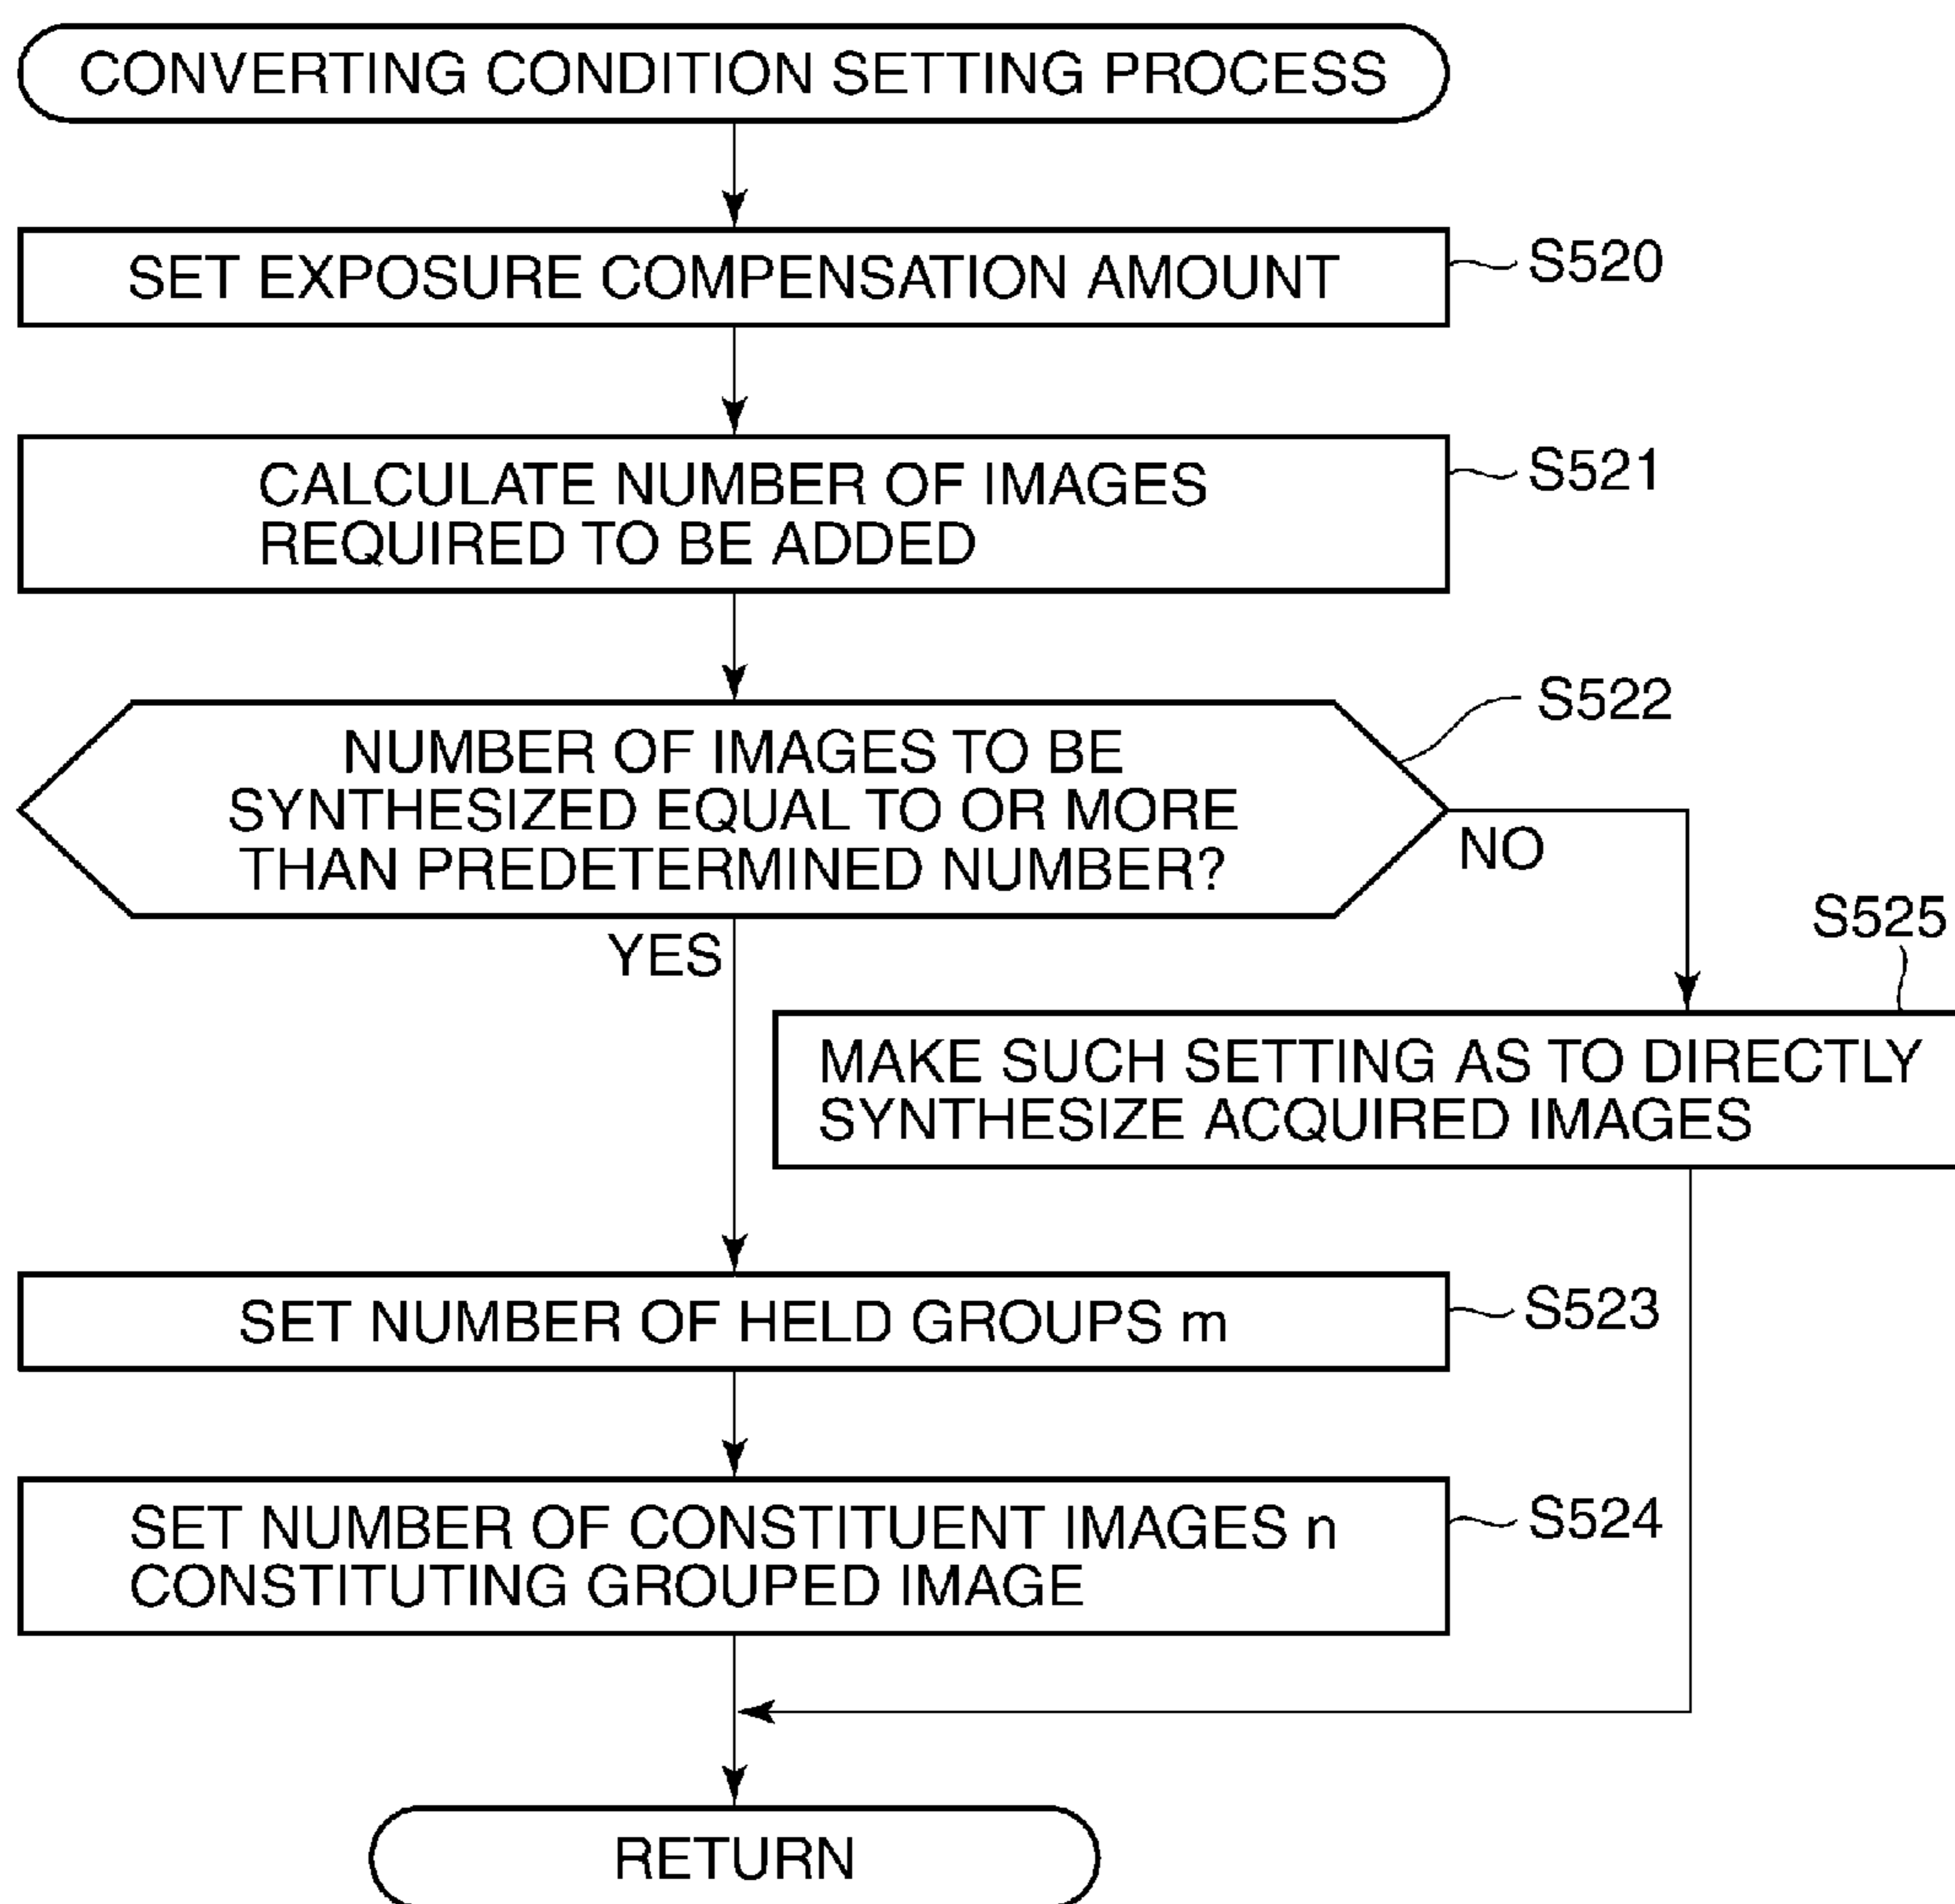 CONVERTING CONDITION SETTING PROCESS
SET EXPOSURE COMPENSATION AMOUNT
S520
CALCULATE NUMBER OF IMAGES
REQUIRED TO BE ADDED
S521
NUMBER OF IMAGES TO BE
SYNTHESIZED EQUAL TO OR MORE
THAN PREDETERMINED NUMBER?
S522
NO
YES
S525
MAKE SUCH SETTING AS TO DIRECTLY
SYNTHESIZE ACQUIRED IMAGES
SET NUMBER OF HELD GROUPS m
S523
SET NUMBER OF CONSTITUENT IMAGES n
CONSTITUTING GROUPED IMAGE
S524
RETURN